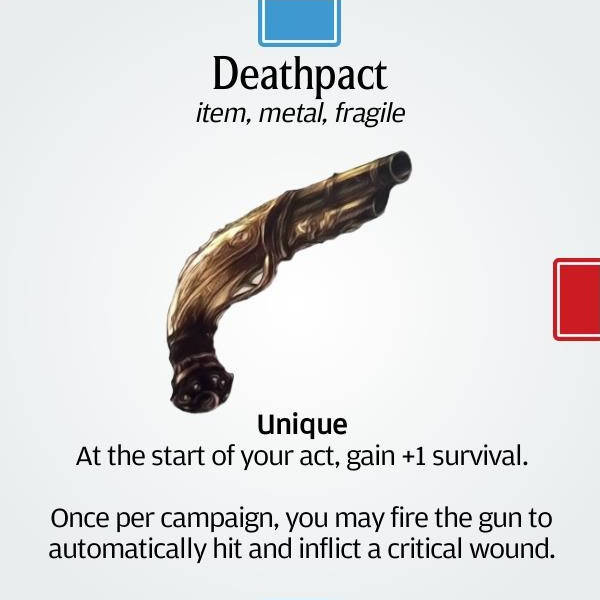 Deathpact
item, metal, fragile
Unique
At the start of your act, gain +1 survival.
Once per campaign, you may fire the gun to
automatically hit and inflict a critical wound.